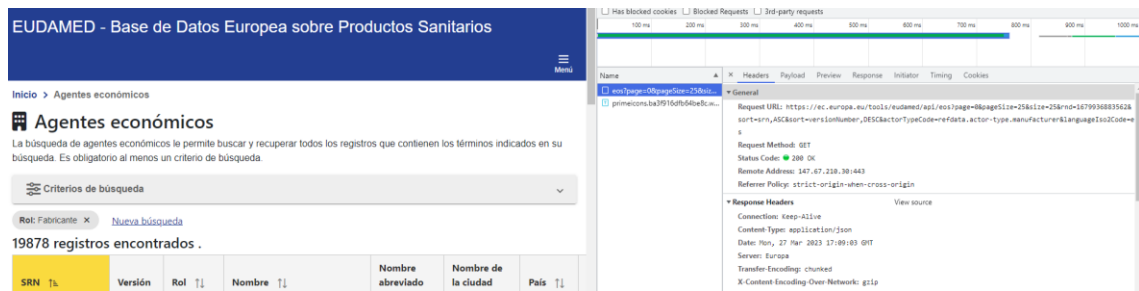 EUDAMED - Base de Datos Europea sobre Productos Sanitarios
Menú
Inicio > Agentes económicos
Agentes económicos
La búsqueda de agentes económicos le permite buscar y recuperar todos los registros que contienen los términos indicados en su
búsqueda. Es obligatorio al menos un criterio de búsqueda.
Criterios de búsqueda
Rol: Fabricante × Nueva búsqueda
19878 registros encontrados .
SRN Versión Rol Nombre Nombre abreviado Nombre de la ciudad País
Has blocked cookies Blocked Requests 3rd-party requests
100 ms 200 ms 300 ms 400 ms 500 ms 600 ms 700 ms 800 ms 900 ms 1000 ms
Name × Headers Payload Preview Response Initiator Timing Cookies
eos?page=0&pageSize=25&siz...
primeicons.ba3f916dfb64be8c.w...
General
Request URL: https://ec.europa.eu/tools/eudamed/api/eos?page=0&pageSize=25&size=25&rnd=1679936883562&
sort=srn,ASC&sort=versionNumber,DESC&actorTypeCode=refdata.actor-type.manufacturer&languageIso2Code=e
s
Request Method: GET
Status Code: 200 OK
Remote Address: 147.67.210.30:443
Referrer Policy: strict-origin-when-cross-origin
Response Headers View source
Connection: Keep-Alive
Content-Type: application/json
Date: Mon, 27 Mar 2023 17:09:03 GMT
Server: Europa
Transfer-Encoding: chunked
X-Content-Encoding-Over-Network: gzip